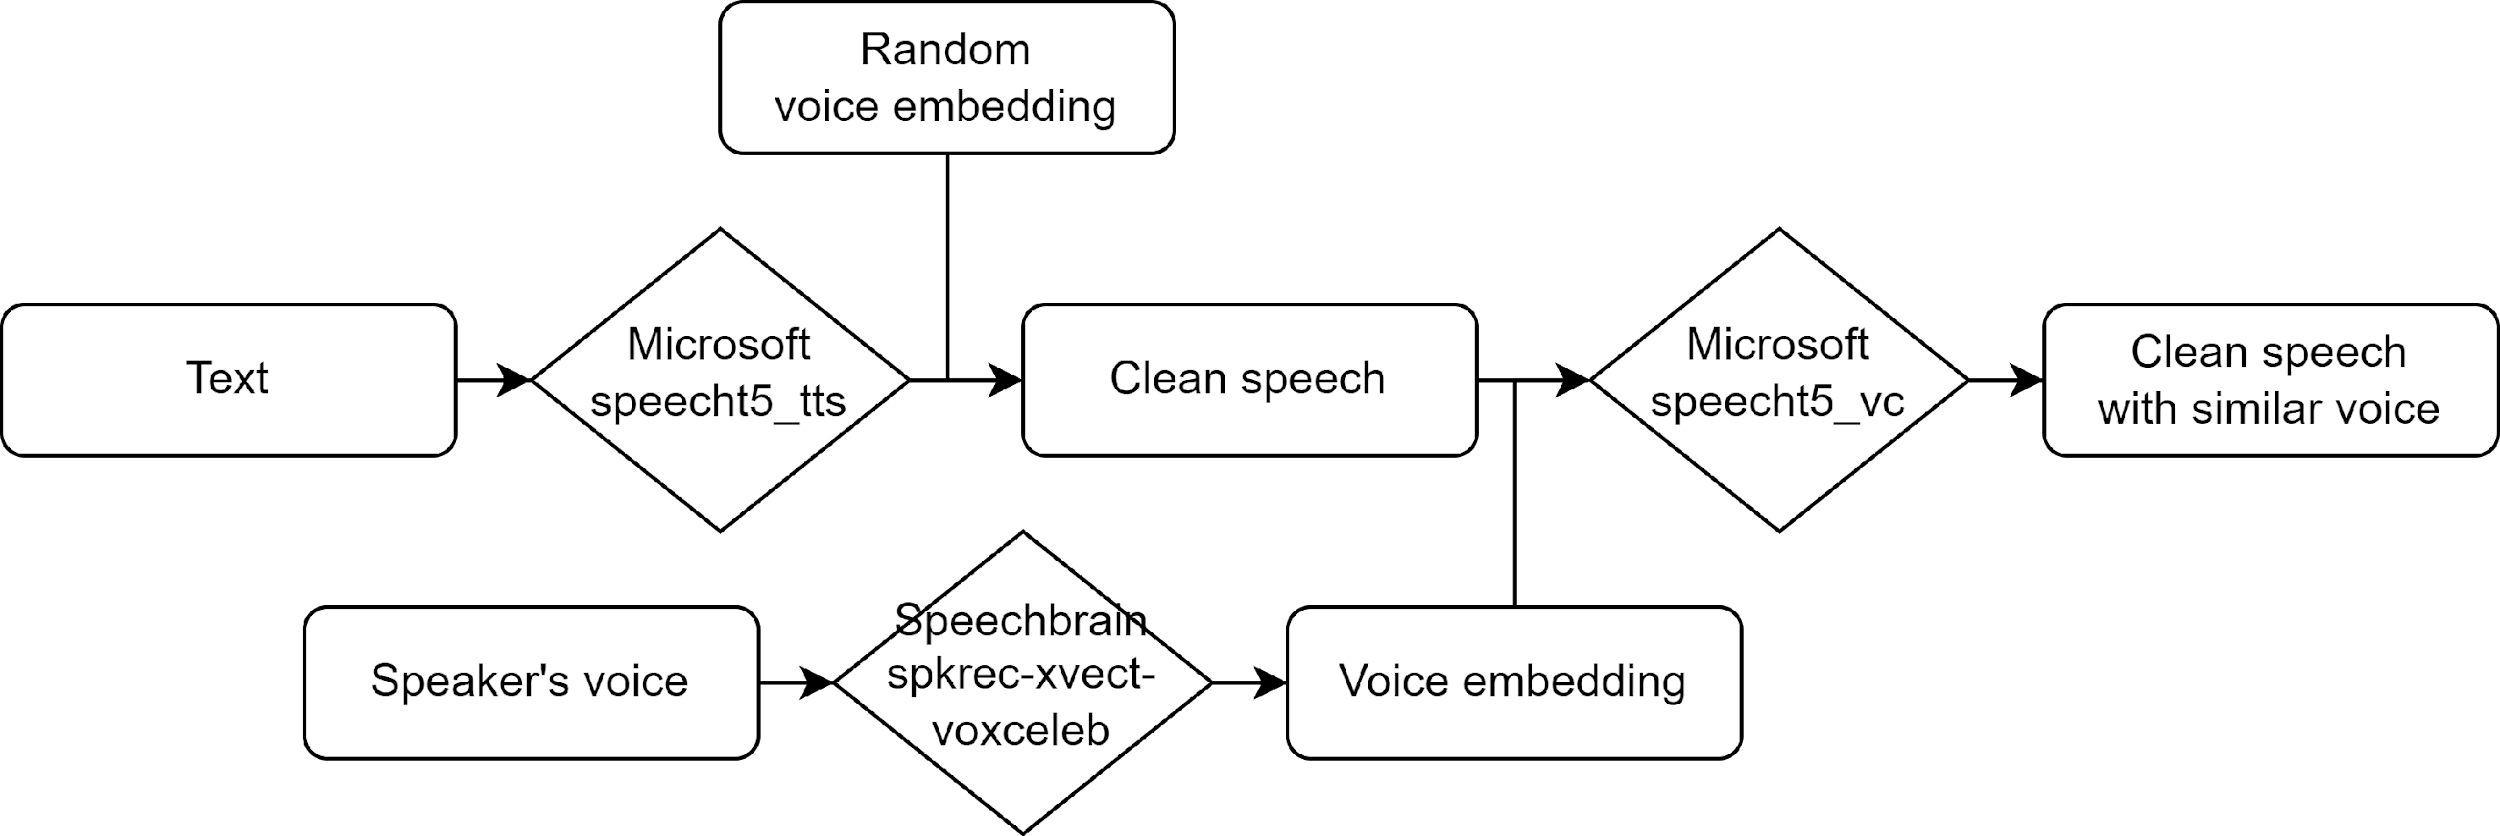 Random
voice embedding
Text
Microsoft
speecht5_tts
Clean speech
Microsoft
speecht5_vc
Clean speech
with similar voice
Speaker's voice
Speechbrain
spkrec-xvect-
voxceleb
Voice embedding